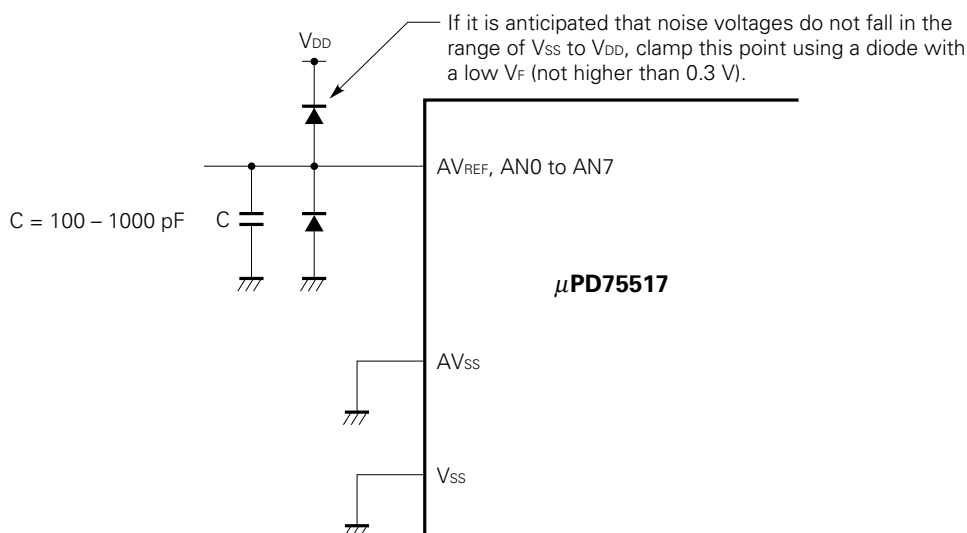 If it is anticipated that noise voltages do not fall in the
range of VSS to VDD, clamp this point using a diode with
a low VF (not higher than 0.3 V).
VDD
AVREF, AN0 to AN7
C = 100 – 1000 pF
C
μPD75517
AVSS
VSS